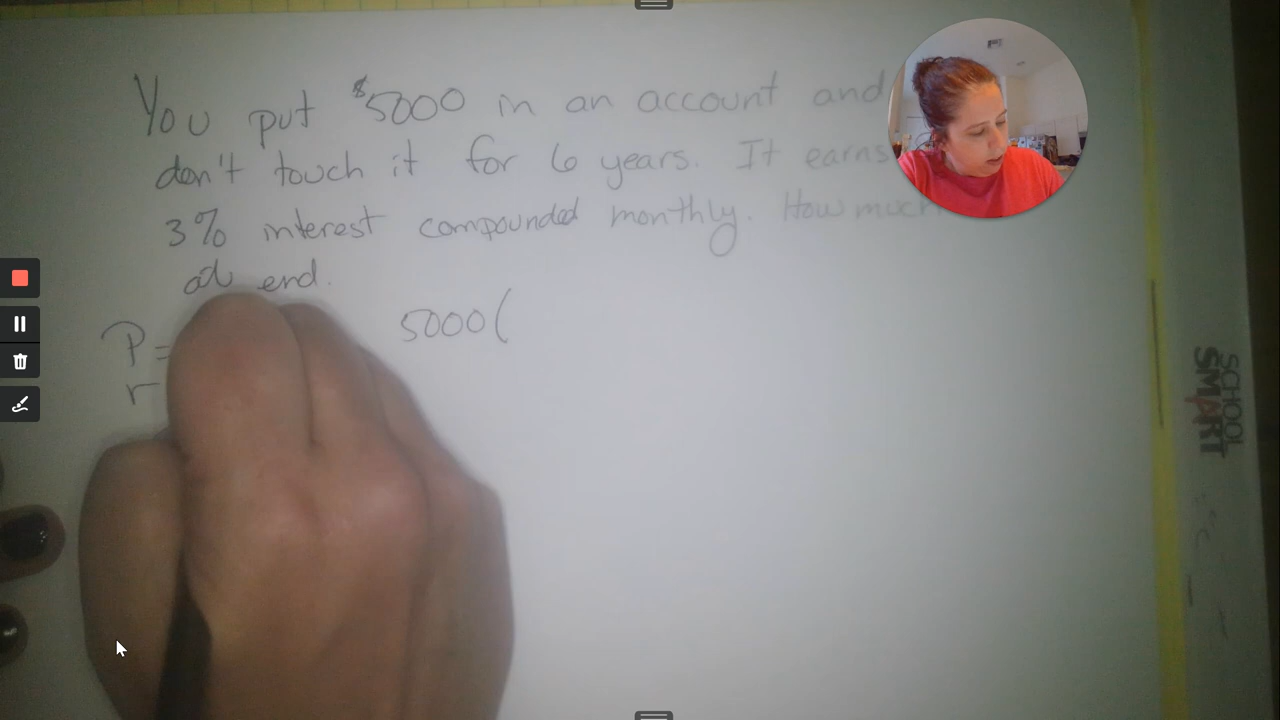 You put $5000 in an account and
don't touch it for 6 years. It earns
3% interest compounded monthly. How much
at end.
P= 5000(
r
SCHOOL
SMART